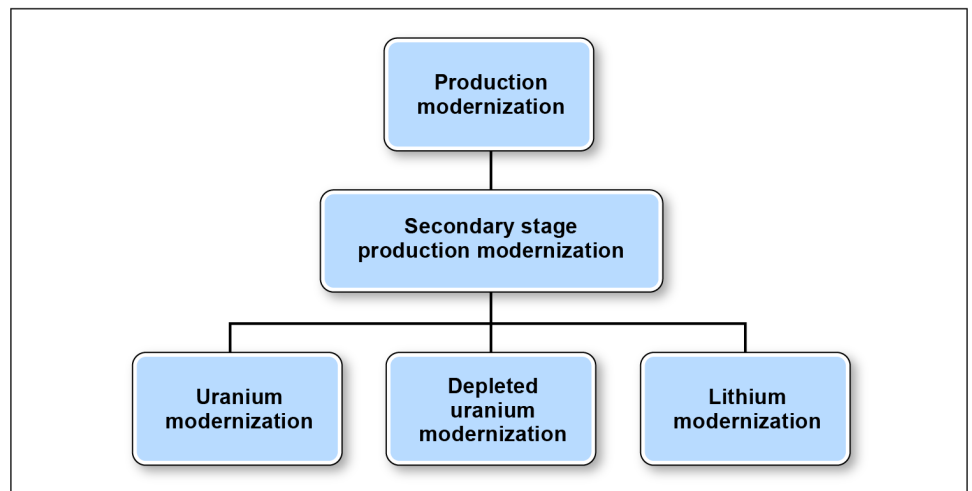 Production
modernization
Secondary stage
production modernization
Uranium
modernization
Depleted
uranium
modernization
Lithium
modernization